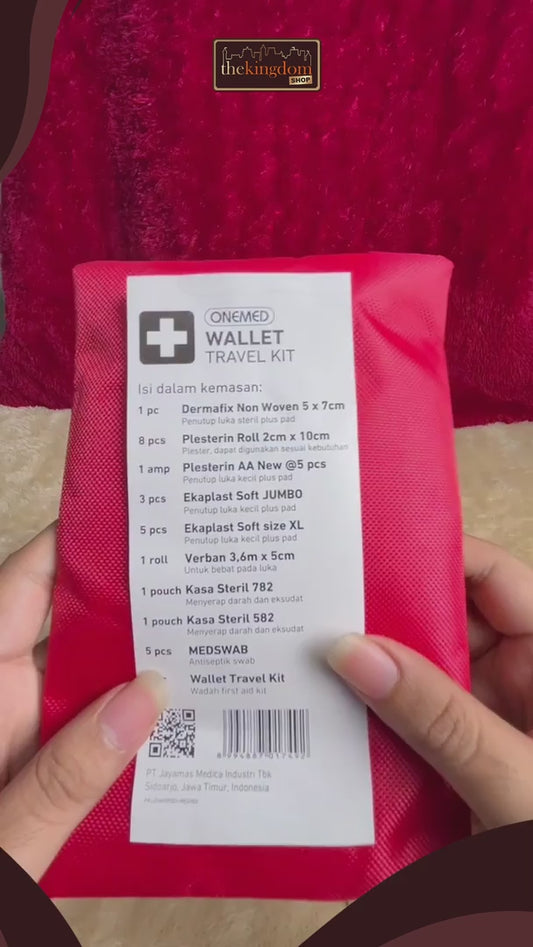 thekingdom
SHOP
ONEMED
WALLET
TRAVEL KIT
Isi dalam kemasan:
1 pc Dermafix Non Woven 5 x 7cm
Penutup luka steril plus pad
8 pcs Plesterin Roll 2cm x 10cm
Plester, dapat digunakan sesuai kebutuhan
1 amp Plesterin AA New @5 pcs
Penutup luka kecil plus pad
3 pcs Ekaplast Soft JUMBO
Penutup luka kecil plus pad
5 pcs Ekaplast Soft size XL
Penutup luka kecil plus pad
1 roll Verban 3,6m x 5cm
Untuk bebat pada luka
1 pouch Kasa Steril 782
Menyerap darah dan eksudat
1 pouch Kasa Steril 582
Menyerap darah dan eksudat
5 pcs MEDSWAB
Antiseptik swab
Wallet Travel Kit
Wadah first aid kit
8994887017492
PT Jayamas Medica Industri Tbk
Sidoarjo, Jawa Timur, Indonesia